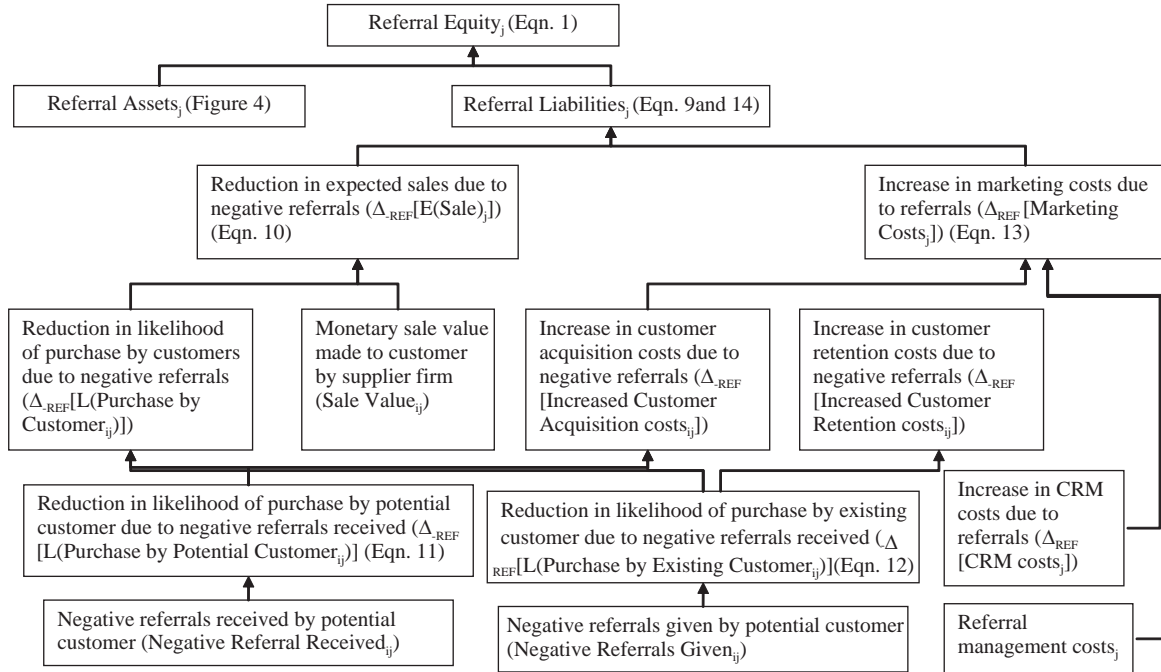 Referral Equity_j (Eqn. 1)
Referral Assets_j (Figure 4)
Referral Liabilities_j (Eqn. 9and 14)
Reduction in expected sales due to
negative referrals (Δ_-REF[E(Sale)_j])
(Eqn. 10)
Increase in marketing costs due
to referrals (Δ_REF [Marketing
Costs_j]) (Eqn. 13)
Reduction in likelihood
of purchase by customers
due to negative referrals
(Δ_-REF[L(Purchase by
Customer_ij)])
Monetary sale value
made to customer
by supplier firm
(Sale Value_ij)
Increase in customer
acquisition costs due to
negative referrals (Δ_-REF
[Increased Customer
Acquisition costs_ij])
Increase in customer
retention costs due to
negative referrals (Δ_-REF
[Increased Customer
Retention costs_ij])
Reduction in likelihood of purchase by potential
customer due to negative referrals received (Δ_-REF
[L(Purchase by Potential Customer_ij)] (Eqn. 11)
Reduction in likelihood of purchase by existing
customer due to negative referrals received (Δ_-
REF[L(Purchase by Existing Customer_ij)](Eqn. 12)
Increase in CRM
costs due to
referrals (Δ_REF
[CRM costs_j])
Negative referrals received by potential
customer (Negative Referral Received_ij)
Negative referrals given by potential customer
(Negative Referrals Given_ij)
Referral
management costs_j